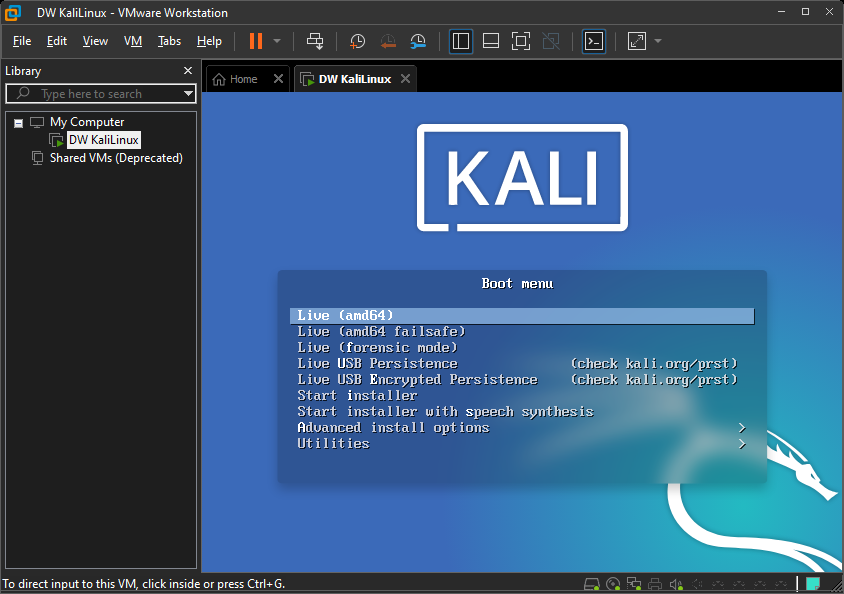 DW KaliLinux - VMware Workstation
File Edit View VM Tabs Help
Library
Type here to search
My Computer
DW KaliLinux
Shared VMs (Deprecated)
Home
DW KaliLinux
KALI
Boot menu
Live (amd64)
Live (amd64 failsafe)
Live (forensic mode)
Live USB Persistence (check kali.org/prst)
Live USB Encrypted Persistence (check kali.org/prst)
Start installer
Start installer with speech synthesis
Advanced install options >
Utilities >
To direct input to this VM, click inside or press Ctrl+G.